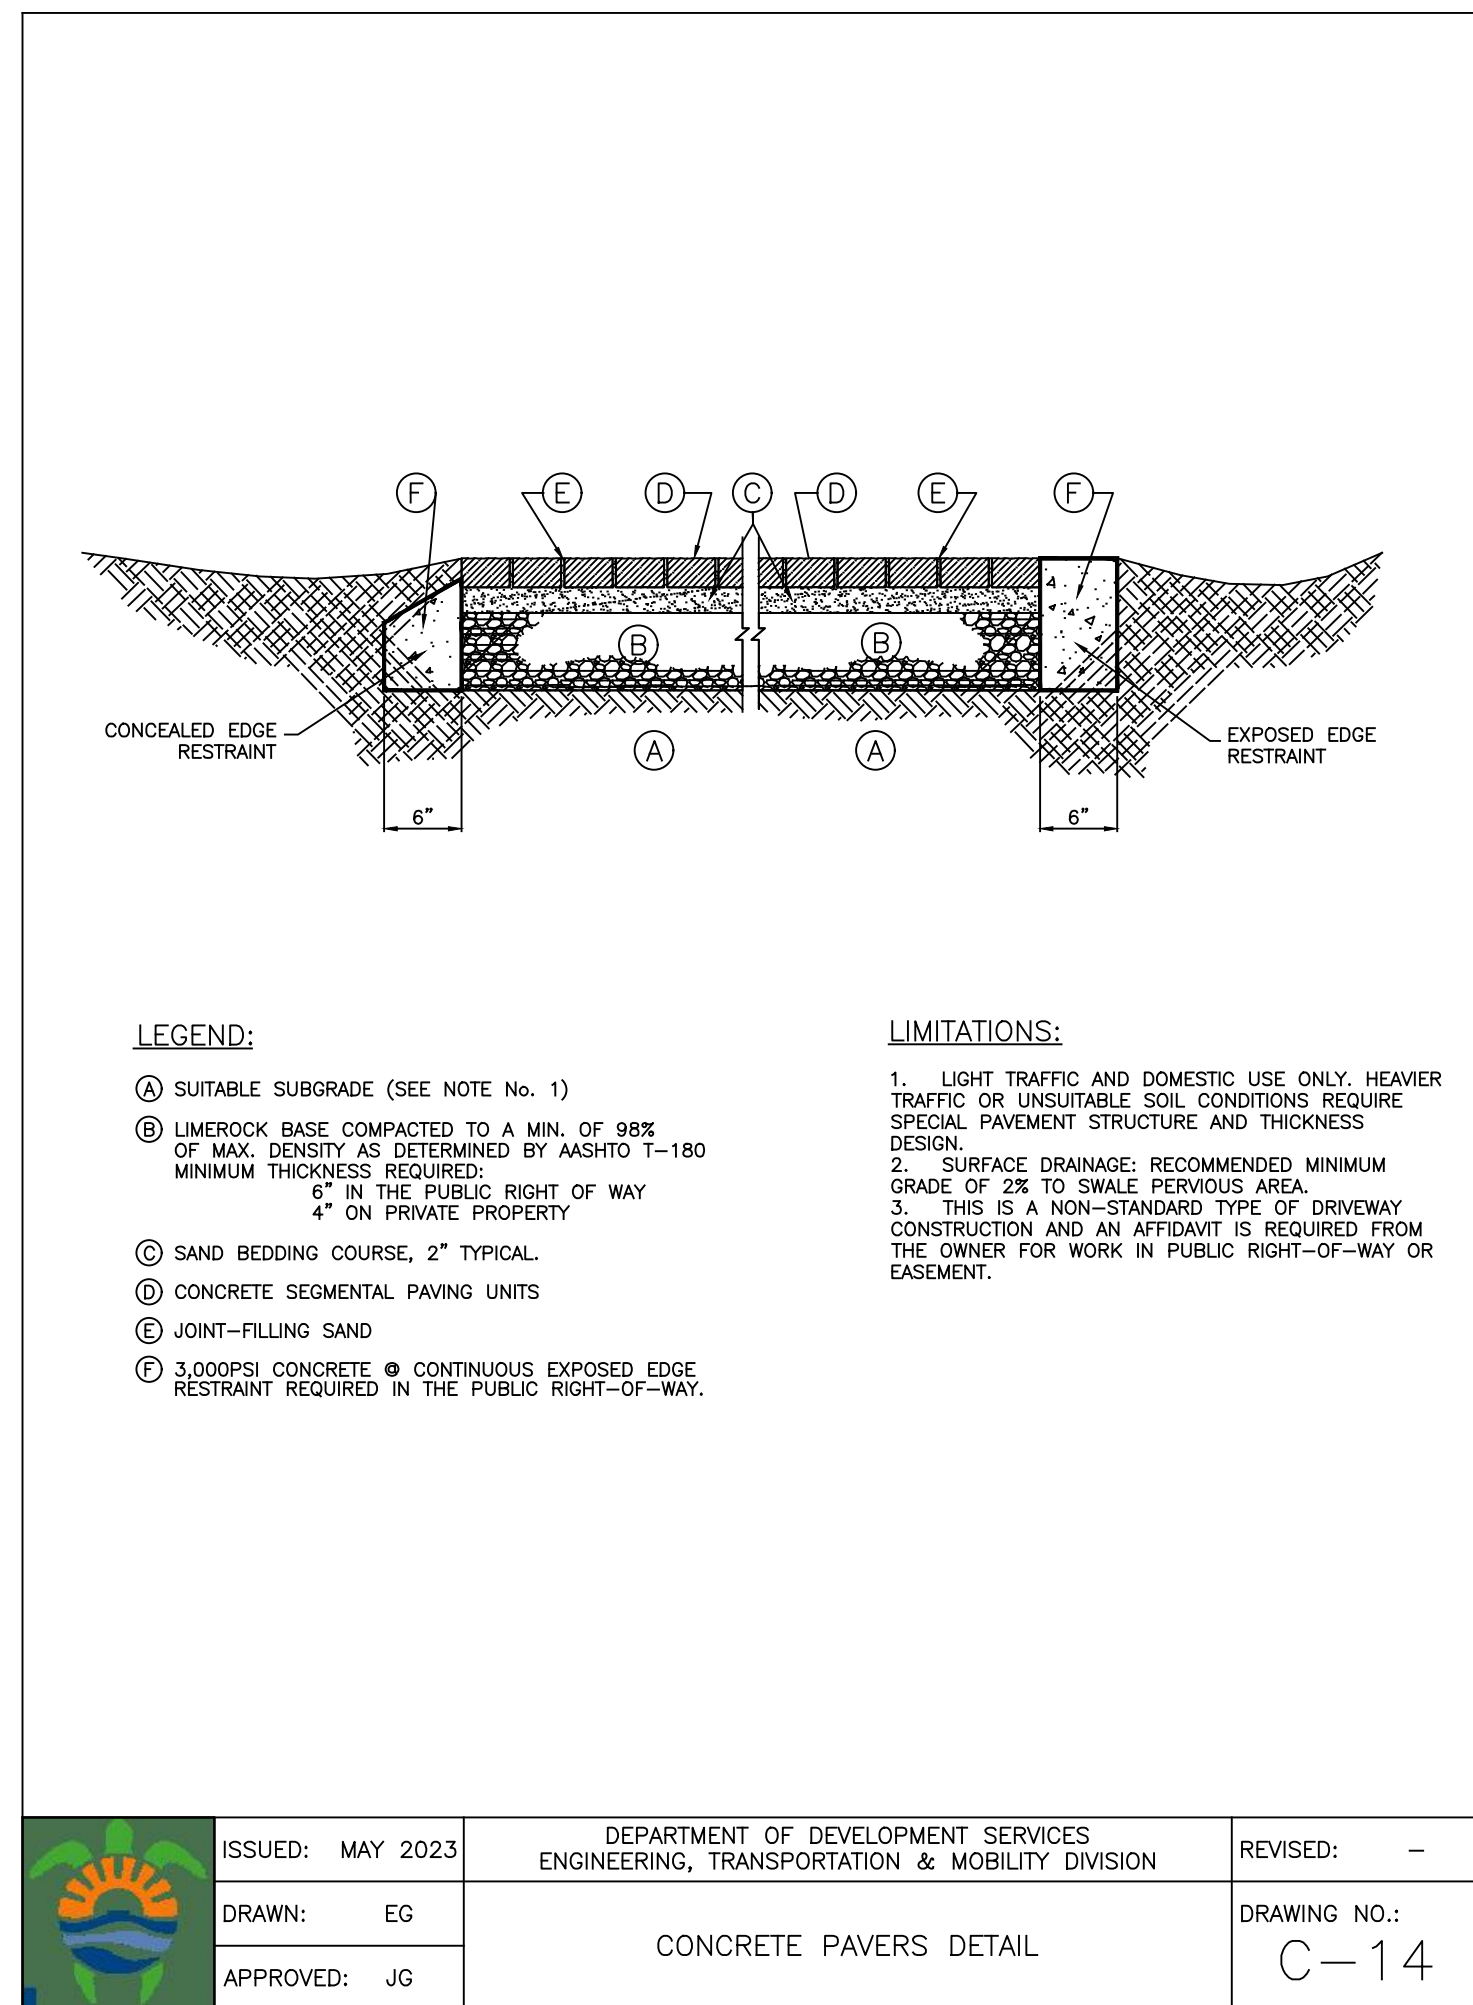 F E D C D E F
B B
CONCEALED EDGE
RESTRAINT
A A
EXPOSED EDGE
RESTRAINT
6” 6”
LEGEND:
A SUITABLE SUBGRADE (SEE NOTE No. 1)
B LIMEROCK BASE COMPACTED TO A MIN. OF 98%
OF MAX. DENSITY AS DETERMINED BY AASHTO T-180
MINIMUM THICKNESS REQUIRED:
6” IN THE PUBLIC RIGHT OF WAY
4” ON PRIVATE PROPERTY
C SAND BEDDING COURSE, 2” TYPICAL.
D CONCRETE SEGMENTAL PAVING UNITS
E JOINT-FILLING SAND
F 3,000PSI CONCRETE @ CONTINUOUS EXPOSED EDGE
RESTRAINT REQUIRED IN THE PUBLIC RIGHT-OF-WAY.
LIMITATIONS:
1. LIGHT TRAFFIC AND DOMESTIC USE ONLY. HEAVIER
TRAFFIC OR UNSUITABLE SOIL CONDITIONS REQUIRE
SPECIAL PAVEMENT STRUCTURE AND THICKNESS
DESIGN.
2. SURFACE DRAINAGE: RECOMMENDED MINIMUM
GRADE OF 2% TO SWALE PERVIOUS AREA.
3. THIS IS A NON-STANDARD TYPE OF DRIVEWAY
CONSTRUCTION AND AN AFFIDAVIT IS REQUIRED FROM
THE OWNER FOR WORK IN PUBLIC RIGHT-OF-WAY OR
EASEMENT.
ISSUED: MAY 2023
DRAWN: EG
APPROVED: JG
DEPARTMENT OF DEVELOPMENT SERVICES
ENGINEERING, TRANSPORTATION & MOBILITY DIVISION
CONCRETE PAVERS DETAIL
REVISED: -
DRAWING NO.:
C-14